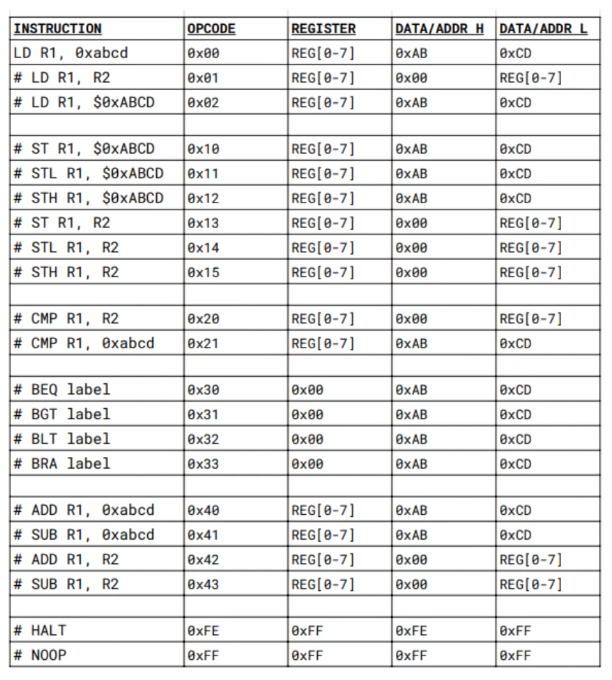 INSTRUCTION OPCODE REGISTER DATA/ADDR H DATA/ADDR L
LD R1, 0xabcd 0x00 REG[0-7] 0xAB 0xCD
# LD R1, R2 0x01 REG[0-7] 0x00 REG[0-7]
# LD R1, $0xABCD 0x02 REG[0-7] 0xAB 0xCD
# ST R1, $0xABCD 0x10 REG[0-7] 0xAB 0xCD
# STL R1, $0xABCD 0x11 REG[0-7] 0xAB 0xCD
# STH R1, $0xABCD 0x12 REG[0-7] 0xAB 0xCD
# ST R1, R2 0x13 REG[0-7] 0x00 REG[0-7]
# STL R1, R2 0x14 REG[0-7] 0x00 REG[0-7]
# STH R1, R2 0x15 REG[0-7] 0x00 REG[0-7]
# CMP R1, R2 0x20 REG[0-7] 0x00 REG[0-7]
# CMP R1, 0xabcd 0x21 REG[0-7] 0xAB 0xCD
# BEQ label 0x30 0x00 0xAB 0xCD
# BGT label 0x31 0x00 0xAB 0xCD
# BLT label 0x32 0x00 0xAB 0xCD
# BRA label 0x33 0x00 0xAB 0xCD
# ADD R1, 0xabcd 0x40 REG[0-7] 0xAB 0xCD
# SUB R1, 0xabcd 0x41 REG[0-7] 0xAB 0xCD
# ADD R1, R2 0x42 REG[0-7] 0x00 REG[0-7]
# SUB R1, R2 0x43 REG[0-7] 0x00 REG[0-7]
# HALT 0xFE 0xFF 0xFE 0xFF
# NOOP 0xFF 0xFF 0xFF 0xFF